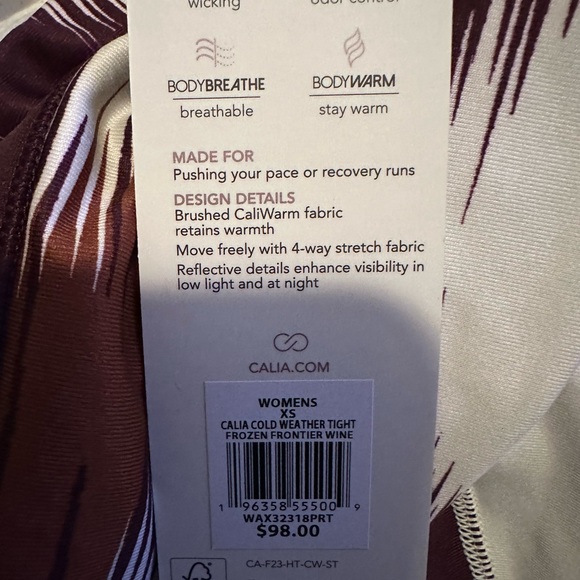 wicking
odor control
BODYBREATHE
breathable
BODYWARM
stay warm
MADE FOR
Pushing your pace or recovery runs
DESIGN DETAILS
Brushed CaliWarm fabric
retains warmth
Move freely with 4-way stretch fabric
Reflective details enhance visibility in
low light and at night
CALIA.COM
WOMENS
XS
CALIA COLD WEATHER TIGHT
FROZEN FRONTIER WINE
1 96358 55500 9
WAX32318PRT
$98.00
CA-F23-HT-CW-ST